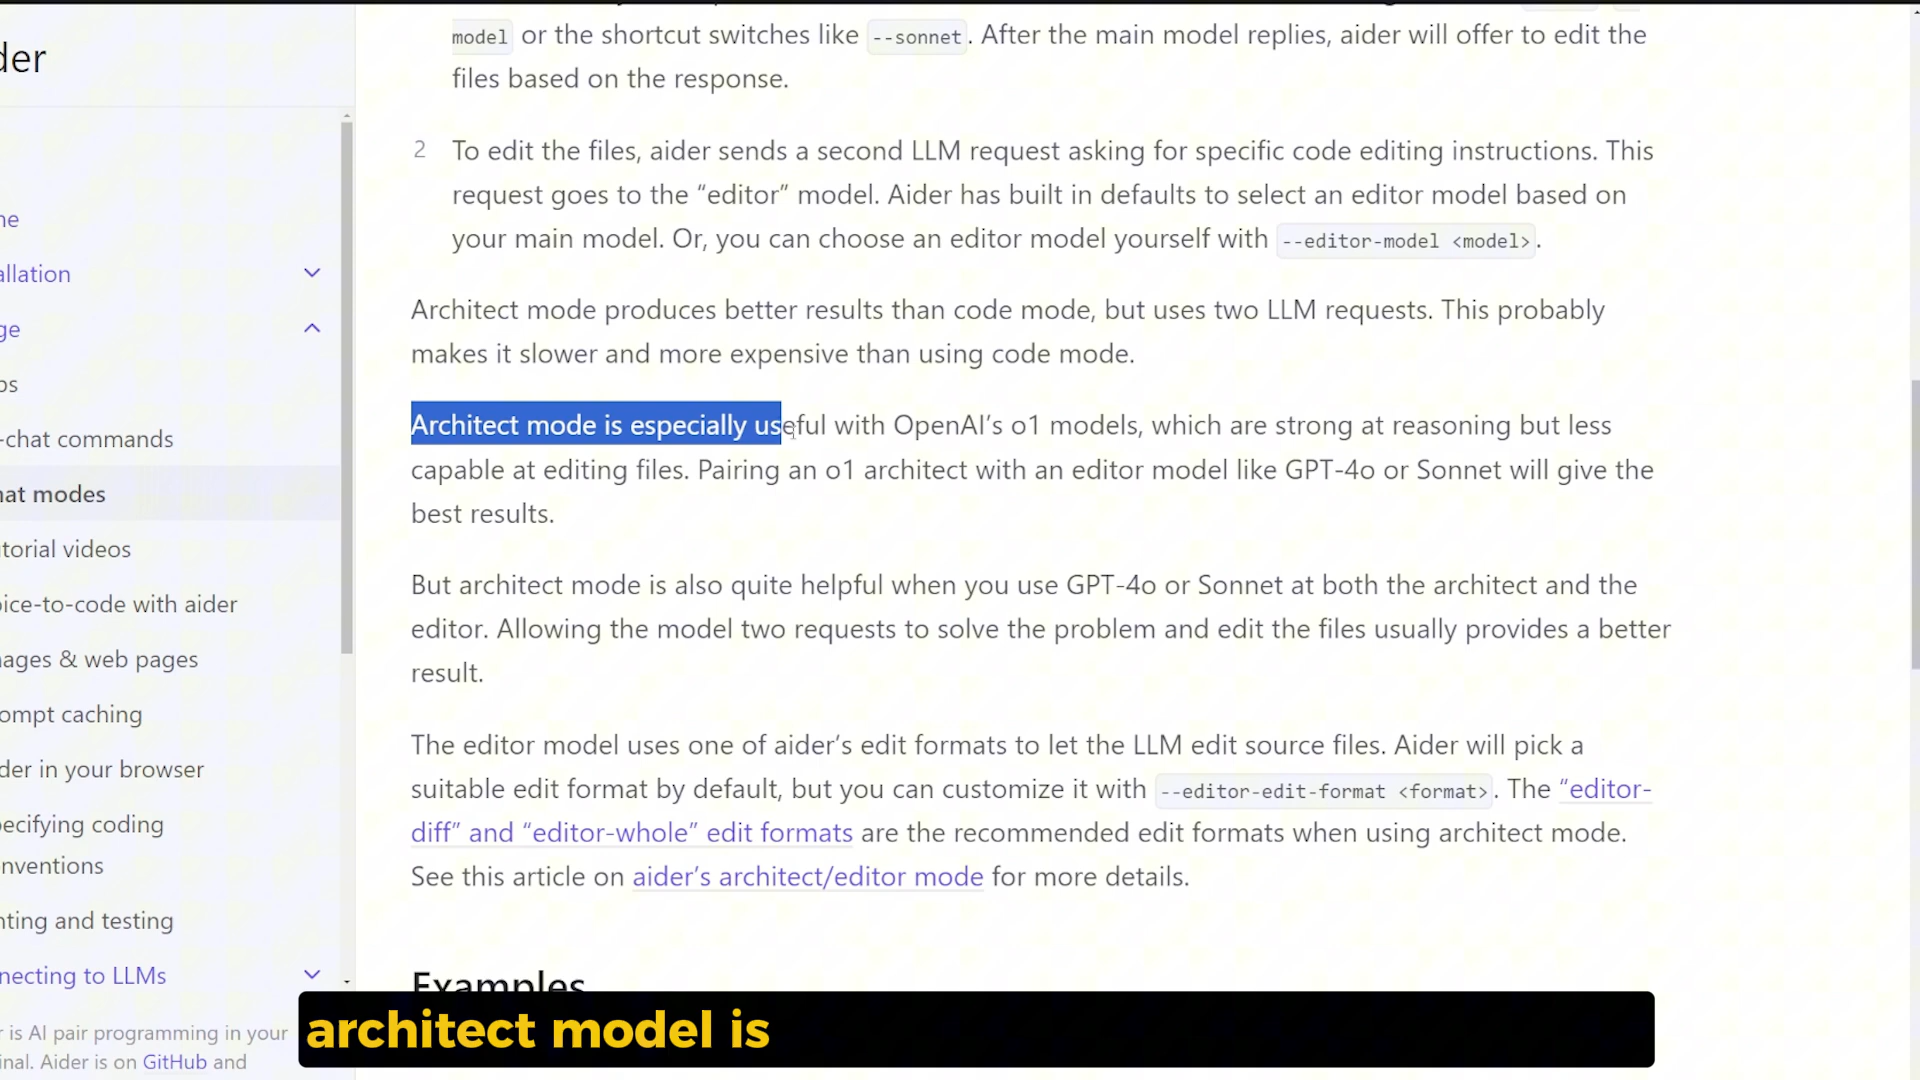 der
ne
allation
ge
ps
-chat commands
hat modes
torial videos
oice-to-code with aider
nages & web pages
ompt caching
der in your browser
pecifying coding
nventions
nting and testing
nnecting to LLMs
r is AI pair programming in your
inal. Aider is on GitHub and
model or the shortcut switches like --sonnet. After the main model replies, aider will offer to edit the
files based on the response.
2 To edit the files, aider sends a second LLM request asking for specific code editing instructions. This
request goes to the “editor” model. Aider has built in defaults to select an editor model based on
your main model. Or, you can choose an editor model yourself with --editor-model <model>.
Architect mode produces better results than code mode, but uses two LLM requests. This probably
makes it slower and more expensive than using code mode.
Architect mode is especially useful with OpenAI’s o1 models, which are strong at reasoning but less
capable at editing files. Pairing an o1 architect with an editor model like GPT-4o or Sonnet will give the
best results.
But architect mode is also quite helpful when you use GPT-4o or Sonnet at both the architect and the
editor. Allowing the model two requests to solve the problem and edit the files usually provides a better
result.
The editor model uses one of aider’s edit formats to let the LLM edit source files. Aider will pick a
suitable edit format by default, but you can customize it with --editor-edit-format <format>. The “editor-
diff” and “editor-whole” edit formats are the recommended edit formats when using architect mode.
See this article on aider’s architect/editor mode for more details.
Examples
architect model is